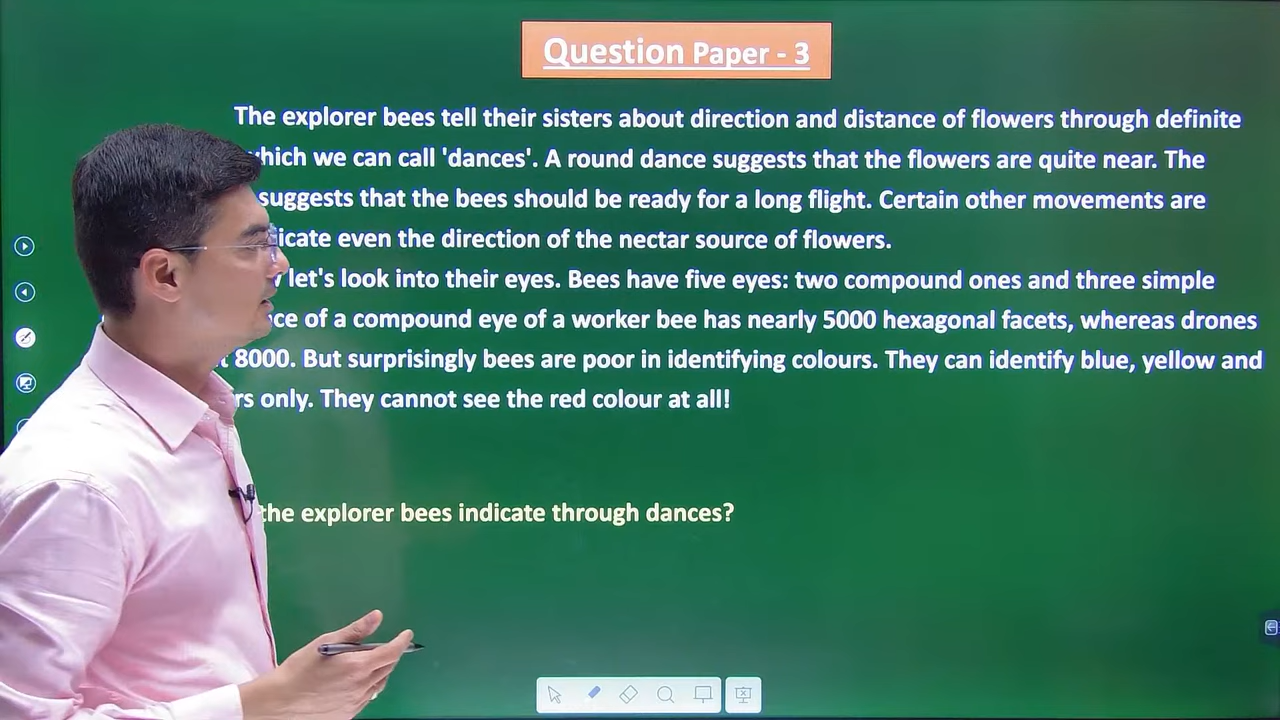 Question Paper - 3
The explorer bees tell their sisters about direction and distance of flowers through definite
which we can call 'dances'. A round dance suggests that the flowers are quite near. The
suggests that the bees should be ready for a long flight. Certain other movements are
even the direction of the nectar source of flowers.
let's look into their eyes. Bees have five eyes: two compound ones and three simple
of a compound eye of a worker bee has nearly 5000 hexagonal facets, whereas drones
8000. But surprisingly bees are poor in identifying colours. They can identify blue, yellow and
only. They cannot see the red colour at all!
the explorer bees indicate through dances?